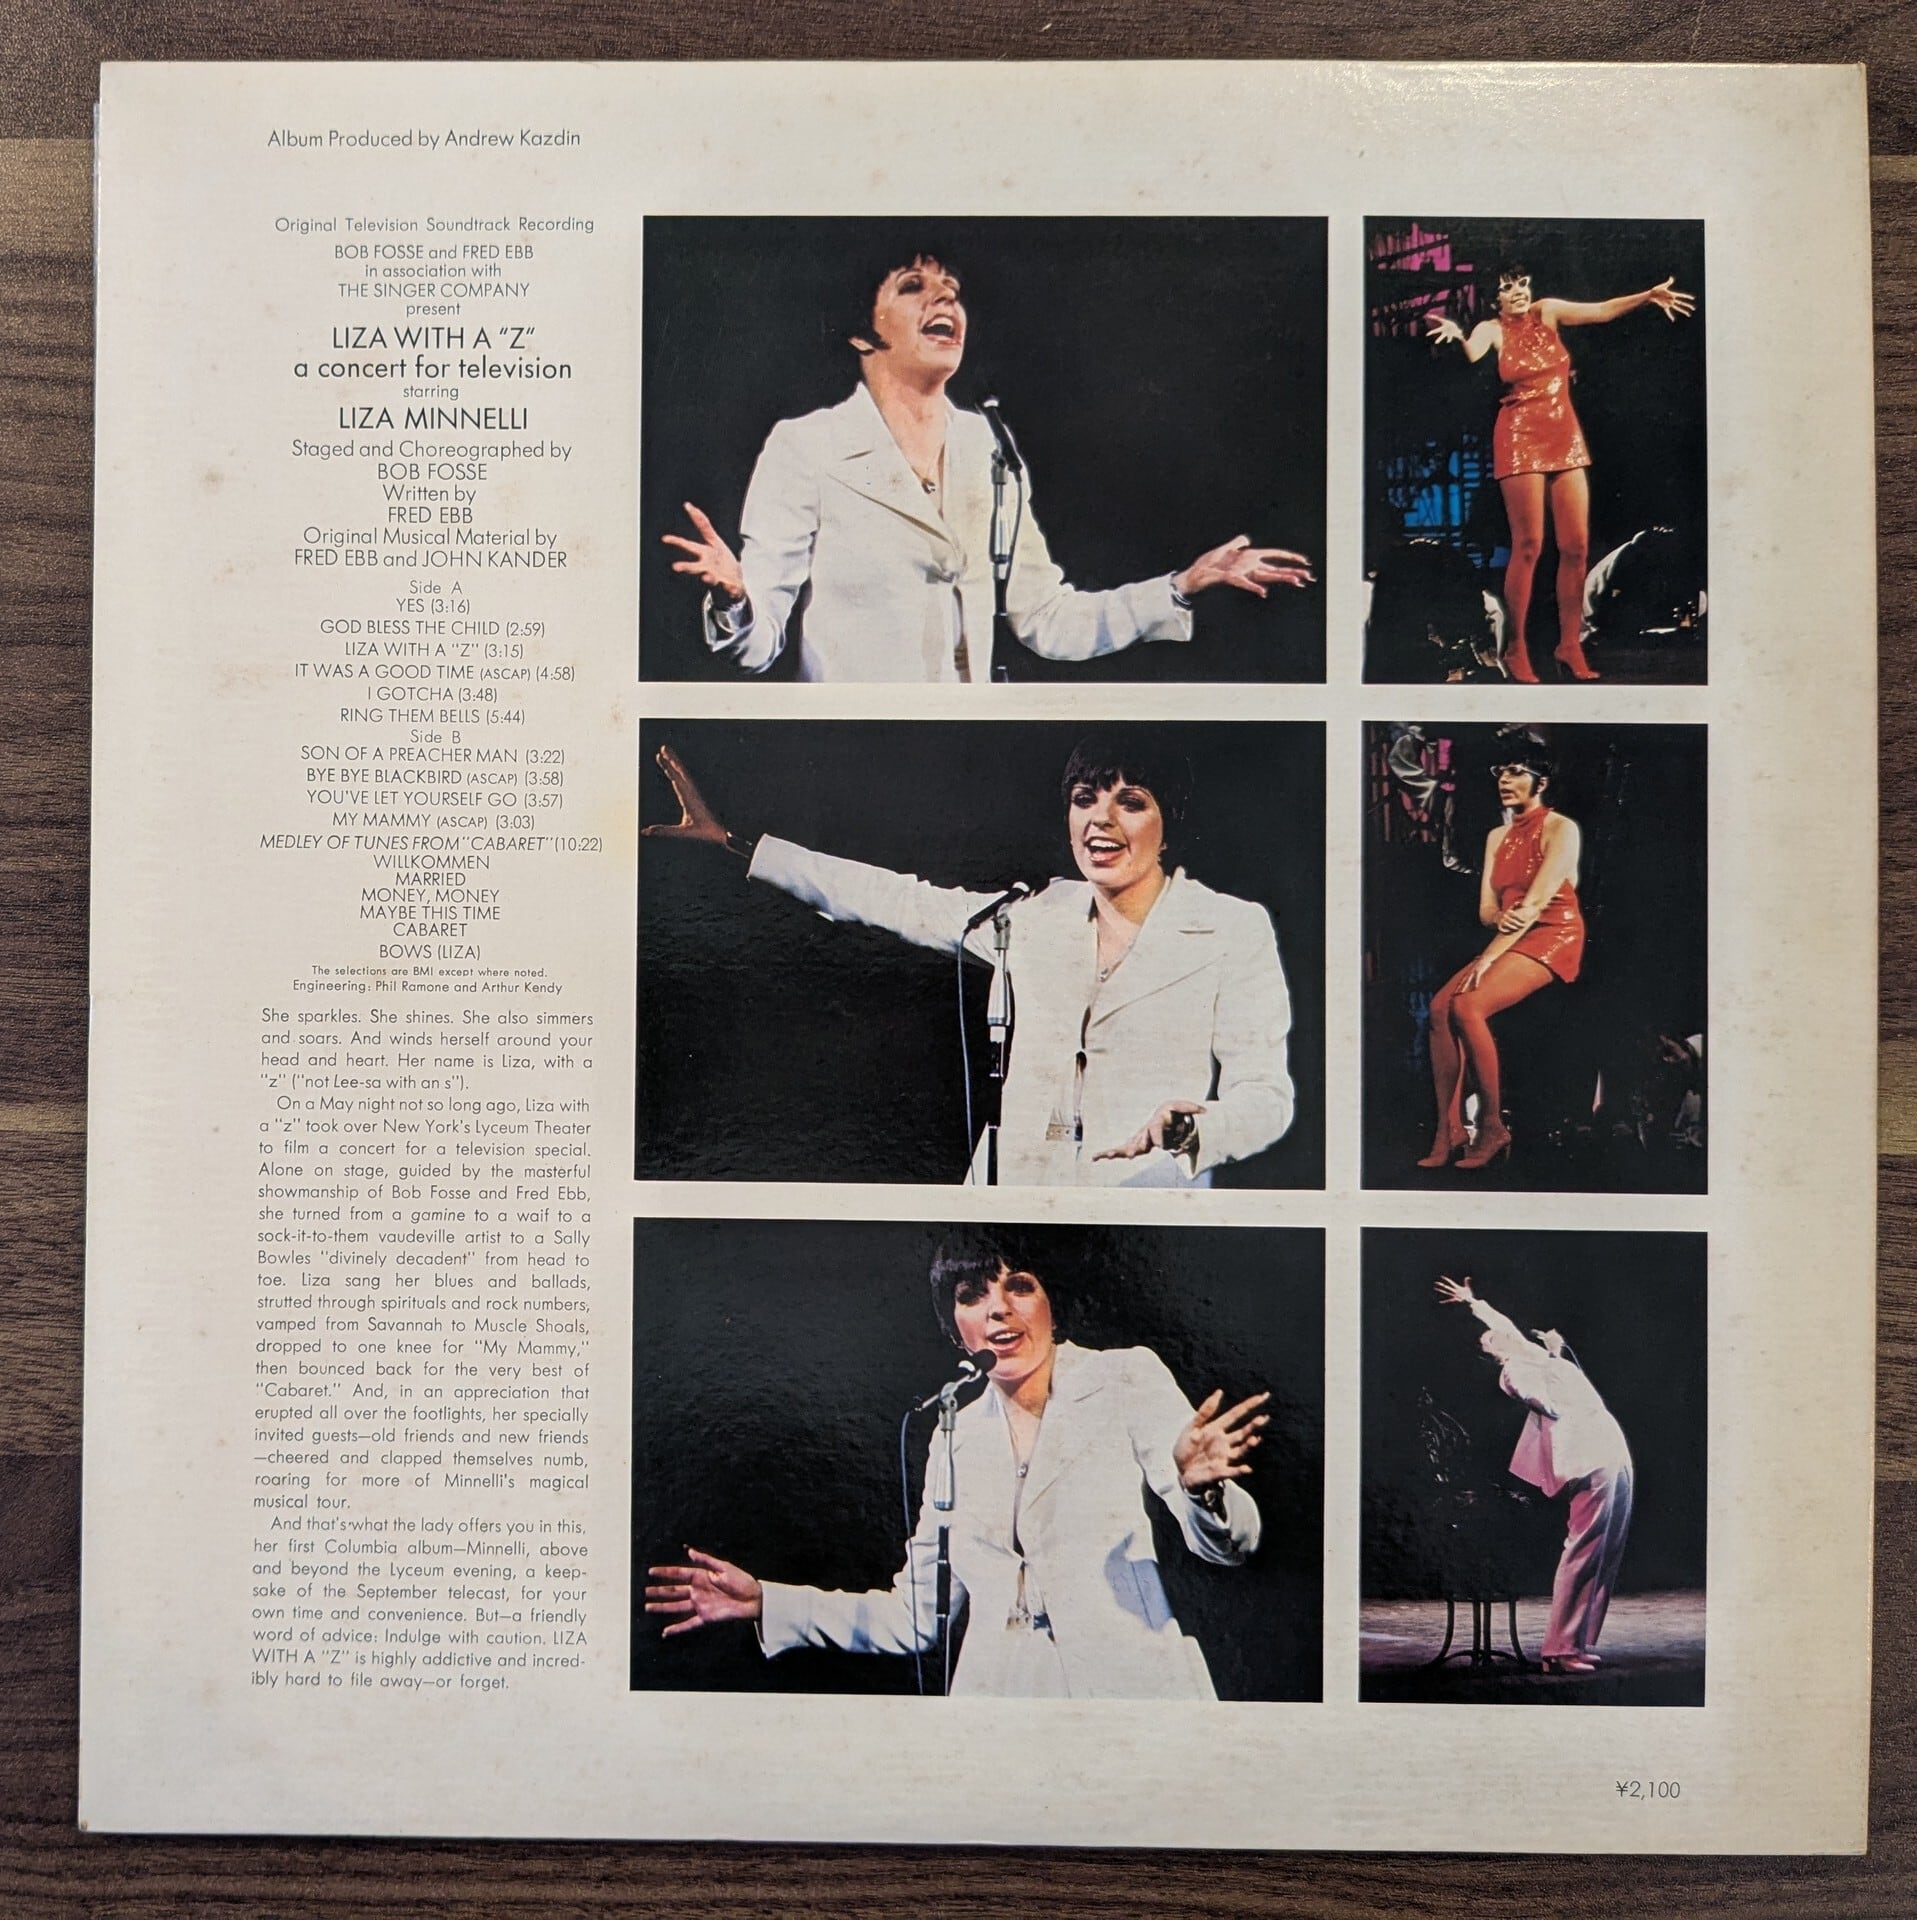 Album Produced by Andrew Kazdin
Original Television Soundtrack Recording
BOB FOSSE and FRED EBB
in association with
THE SINGER COMPANY
present
LIZA WITH A "Z"
a concert for television
starring
LIZA MINNELLI
Staged and Choreographed by
BOB FOSSE
Written by
FRED EBB
Original Musical Material by
FRED EBB and JOHN KANDER
Side A
YES (3:16)
GOD BLESS THE CHILD (2:59)
LIZA WITH A "Z" (3:15)
IT WAS A GOOD TIME (ASCAP) (4:58)
I GOTCHA (3:48)
RING THEM BELLS (5:44)
Side B
SON OF A PREACHER MAN (3:22)
BYE BYE BLACKBIRD (ASCAP) (3:58)
YOU'VE LET YOURSELF GO (3:57)
MY MAMMY (ASCAP) (3:03)
MEDLEY OF TUNES FROM "CABARET" (10:22)
WILLKOMMEN
MARRIED
MONEY, MONEY
MAYBE THIS TIME
CABARET
BOWS (LIZA)
The selections are BMI except where noted.
Engineering: Phil Ramone and Arthur Kendy
She sparkles. She shines. She also simmers
and soars. And winds herself around your
head and heart. Her name is Liza, with a
"z" ("not Lee-sa with an s").
On a May night not so long ago, Liza with
a "z" took over New York's Lyceum Theater
to film a concert for a television special.
Alone on stage, guided by the masterful
showmanship of Bob Fosse and Fred Ebb,
she turned from a gamine to a waif to a
sock-it-to-them vaudeville artist to a Sally
Bowles "divinely decadent" from head to
toe. Liza sang her blues and ballads,
strutted through spirituals and rock numbers,
vamped from Savannah to Muscle Shoals,
dropped to one knee for "My Mammy,"
then bounced back for the very best of
"Cabaret." And, in an appreciation that
erupted all over the footlights, her specially
invited guests—old friends and new friends
—cheered and clapped themselves numb,
roaring for more of Minnelli's magical
musical tour.
And that's what the lady offers you in this,
her first Columbia album—Minnelli, above
and beyond the Lyceum evening, a keep-
sake of the September telecast, for your
own time and convenience. But—a friendly
word of advice: Indulge with caution. LIZA
WITH A "Z" is highly addictive and incred-
ibly hard to file away—or forget.
¥2,100